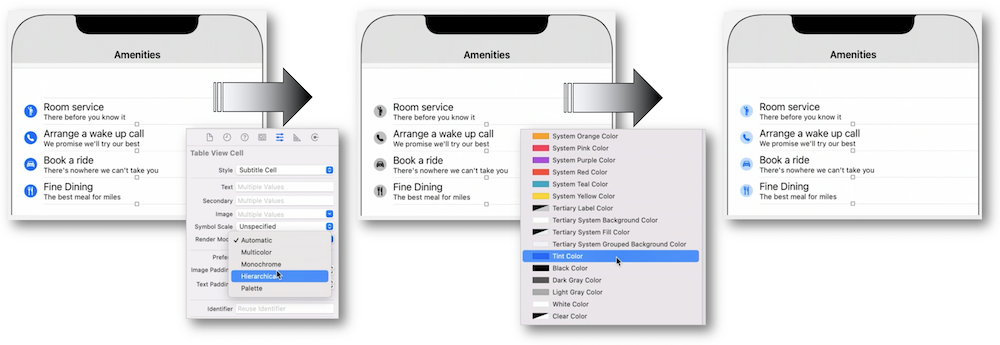 Amenities
Room service
There before you know it
Arrange a wake up call
We promise we'll try our best
Book a ride
There's nowhere we can't take you
Fine Dining
The best meal for miles
Table View Cell
Style Subtitle Cell
Text Multiple Values
Secondary Multiple Values
Image Multiple Values
Symbol Scale Unspecified
Render Mod
Automatic
Multicolor
Prefer
Monochrome
Image Paddin
Hierarchica
Text Paddin
Palette
Identifier Reuse Identifier
Amenities
Room service
There before you know it
Arrange a wake up call
We promise we'll try our best
Book a ride
There's nowhere we can't take you
Fine Dining
The best meal for miles
System Orange Color
System Pink Color
System Purple Color
System Red Color
System Teal Color
System Yellow Color
Tertiary Label Color
Tertiary System Background Color
Tertiary System Fill Color
Tertiary System Grouped Background Color
Tint Color
Black Color
Dark Gray Color
Light Gray Color
White Color
Clear Color
Amenities
Room service
There before you know it
Arrange a wake up call
We promise we'll try our best
Book a ride
There's nowhere we can't take you
Fine Dining
The best meal for miles